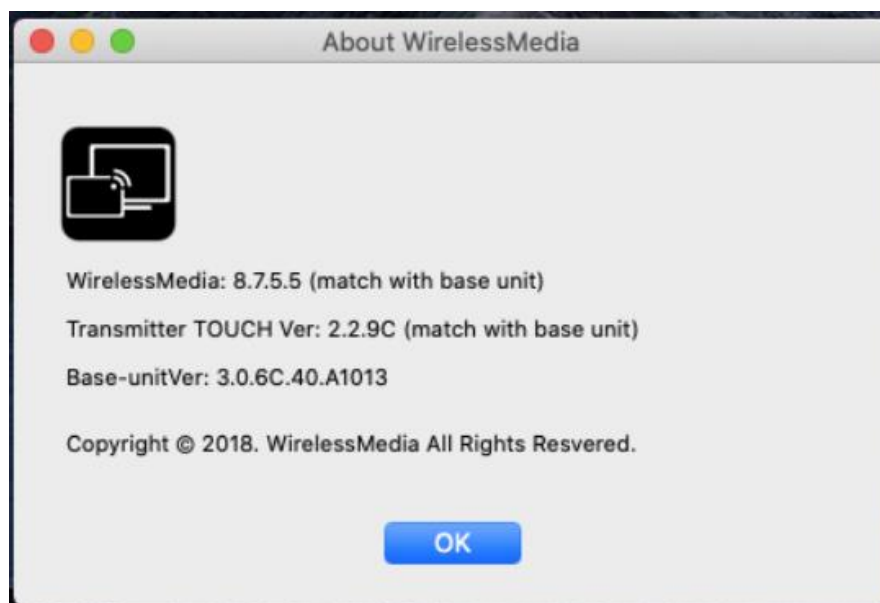 About WirelessMedia
WirelessMedia: 8.7.5.5 (match with base unit)
Transmitter TOUCH Ver: 2.2.9C (match with base unit)
Base-unitVer: 3.0.6C.40.A1013
Copyright © 2018. WirelessMedia All Rights Resvered.
OK